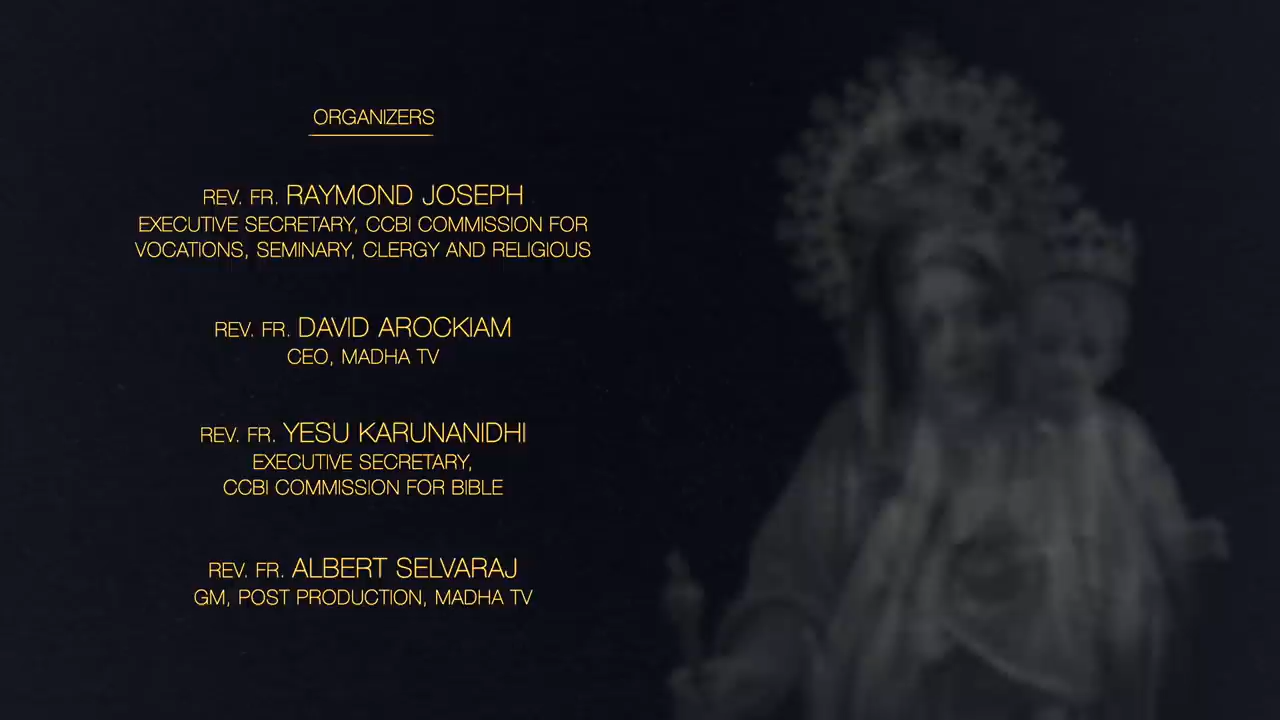 ORGANIZERS
REV. FR. RAYMOND JOSEPH
EXECUTIVE SECRETARY, CCBI COMMISSION FOR
VOCATIONS, SEMINARY, CLERGY AND RELIGIOUS
REV. FR. DAVID AROCKIAM
CEO, MADHA TV
REV. FR. YESU KARUNANIDHI
EXECUTIVE SECRETARY,
CCBI COMMISSION FOR BIBLE
REV. FR. ALBERT SELVARAJ
GM, POST PRODUCTION, MADHA TV